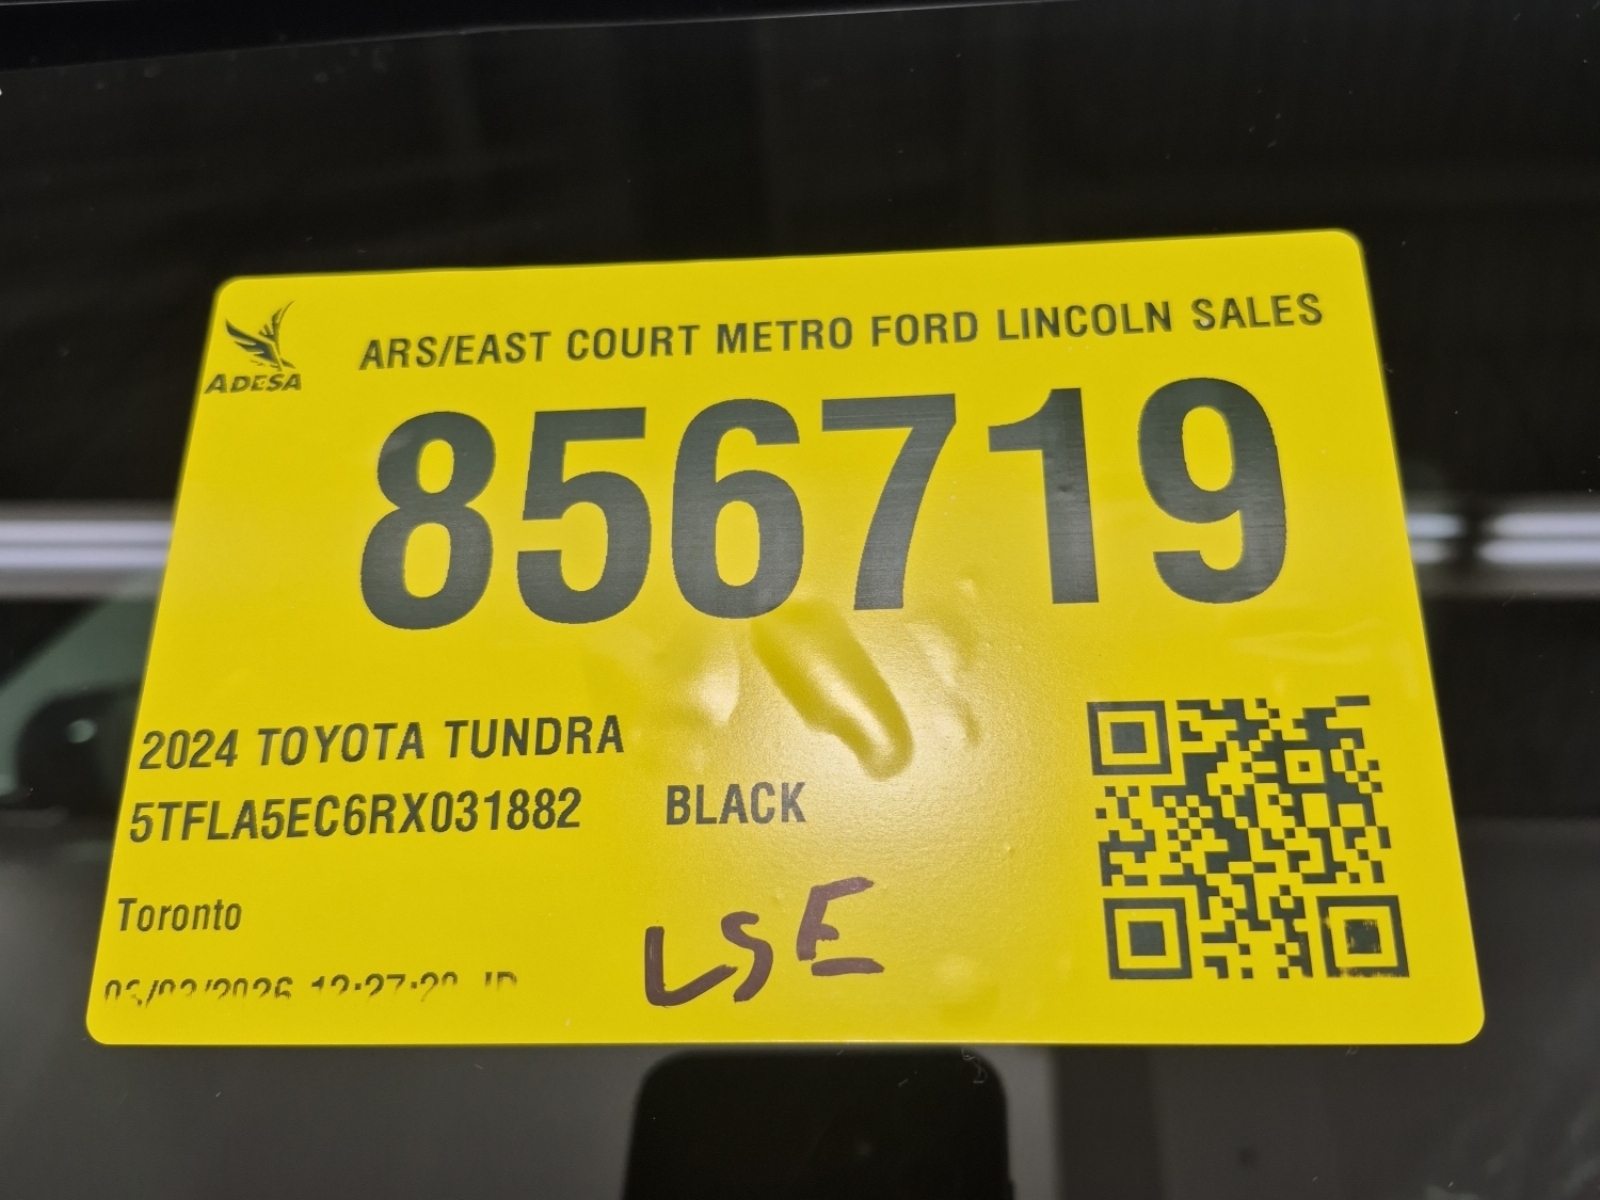 ADESA
ARS/EAST COURT METRO FORD LINCOLN SALES
856719
2024 TOYOTA TUNDRA
5TFLA5EC6RX031882 BLACK
Toronto
LSE